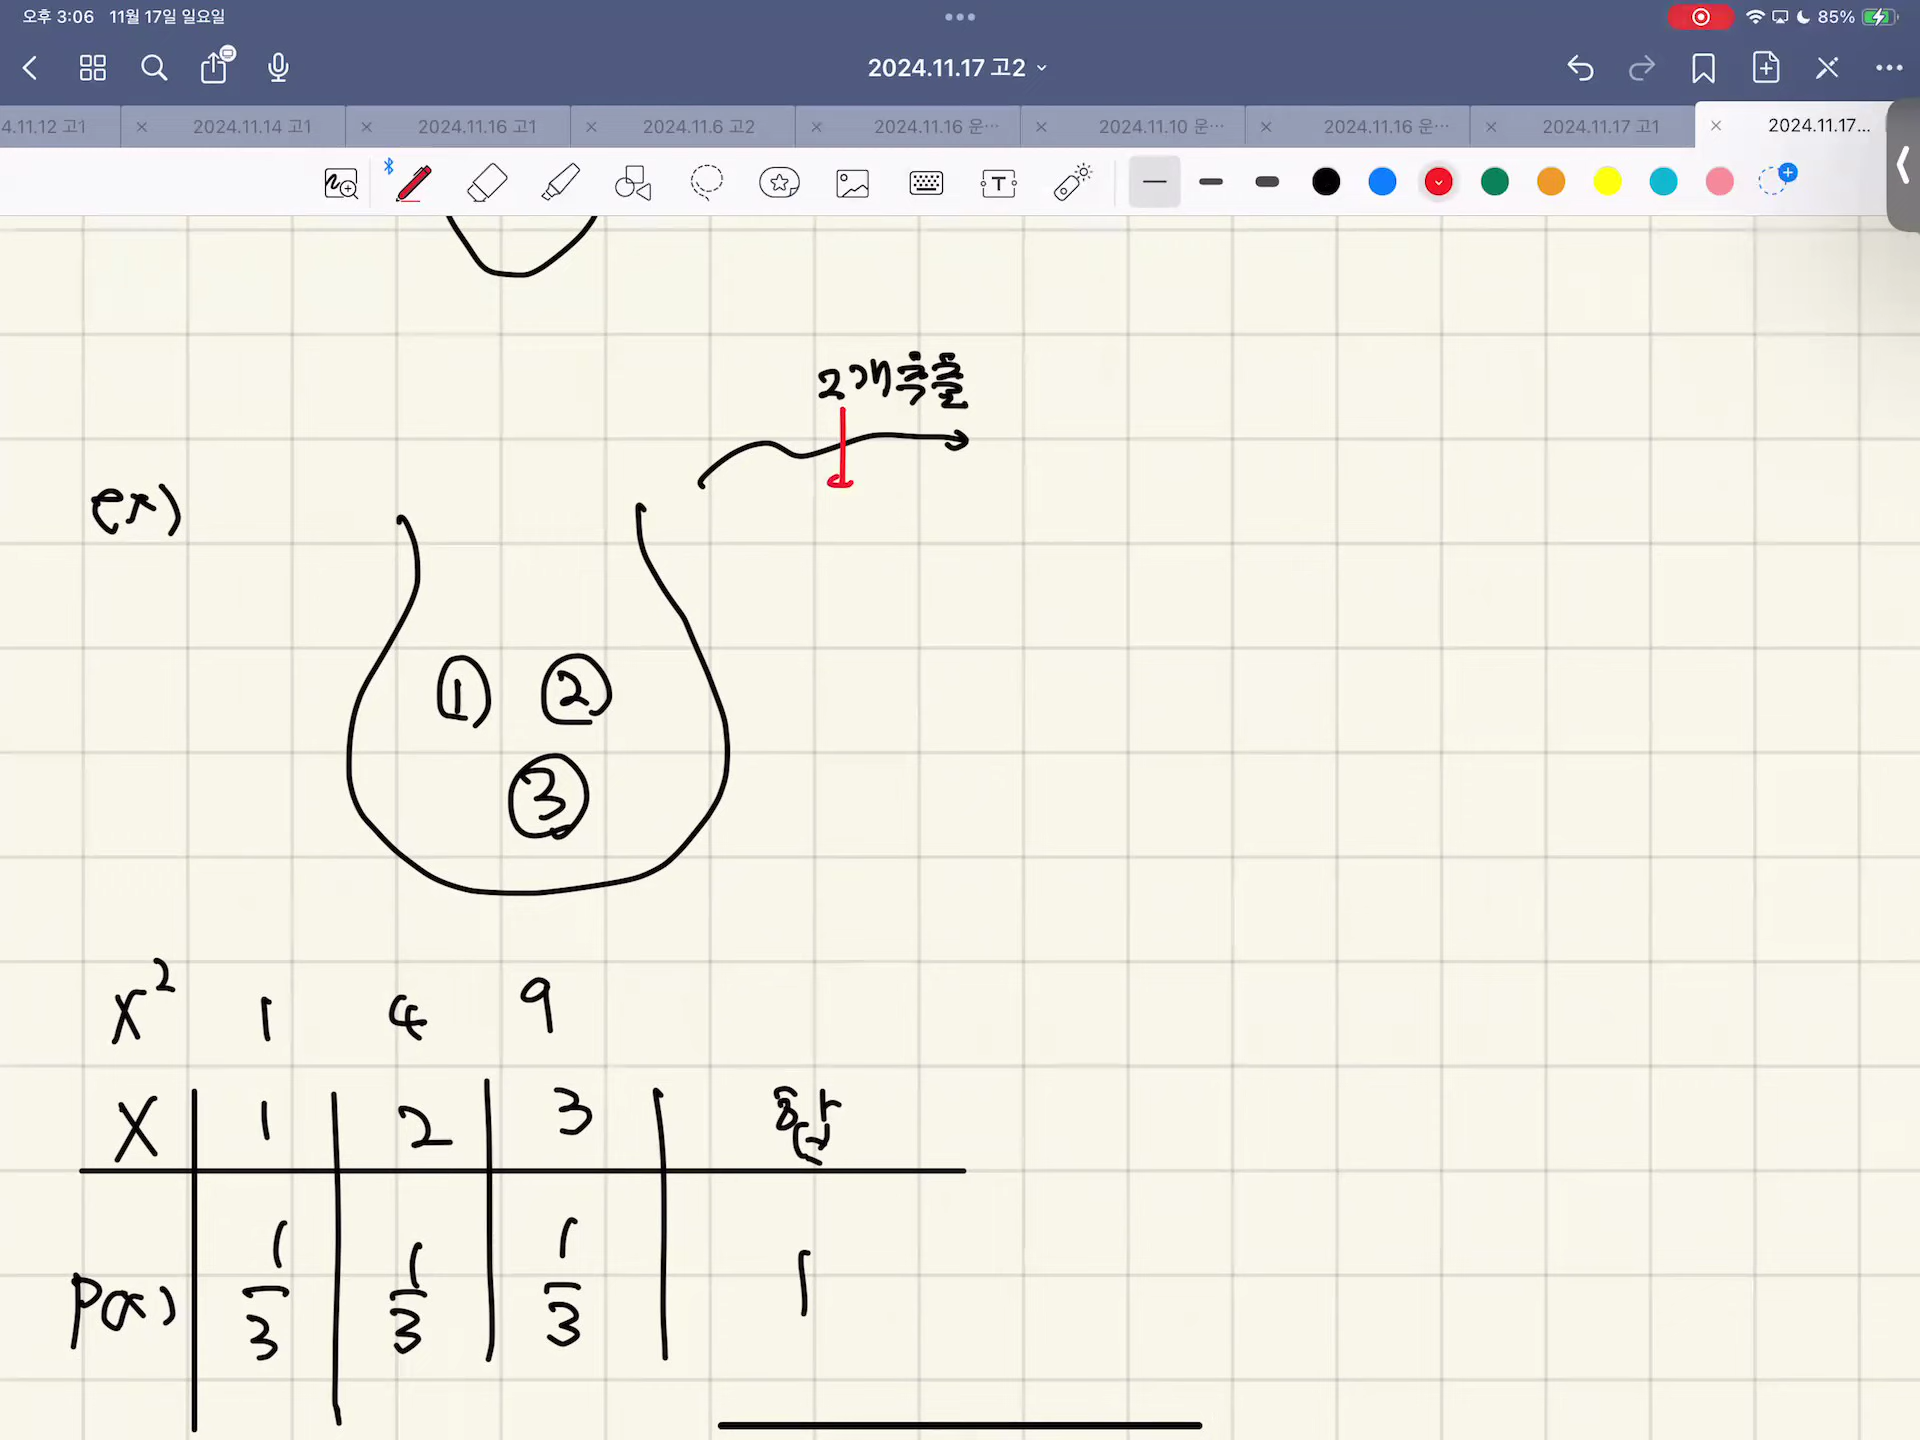 오후 3:06 11월 17일 일요일
85%
2024.11.17 고2
4.11.12 고1
2024.11.14 고1
2024.11.16 고1
2024.11.6 고2
2024.11.16 운…
2024.11.10 운…
2024.11.16 운…
2024.11.17 고1
2024.11.17...
T
2개추출
ex)
1 2
3
X² 1 4 9
X 1 2 3 합
P(x) 1/3 1/3 1/3 1